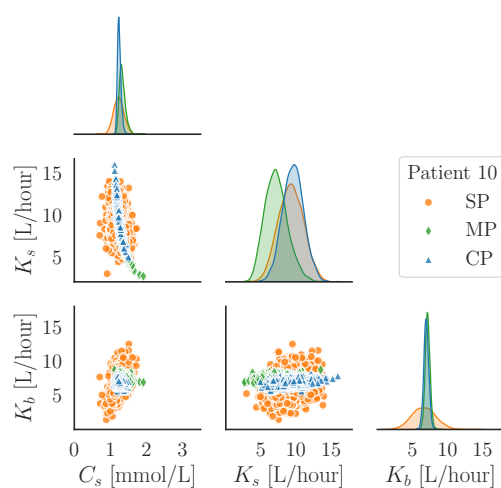 15
10
5
K_s [L/hour]
Patient 10
SP
MP
CP
15
10
5
K_b [L/hour]
0 1 2 3
5 10 15
5 10 15
C_s [mmol/L]
K_s [L/hour]
K_b [L/hour]